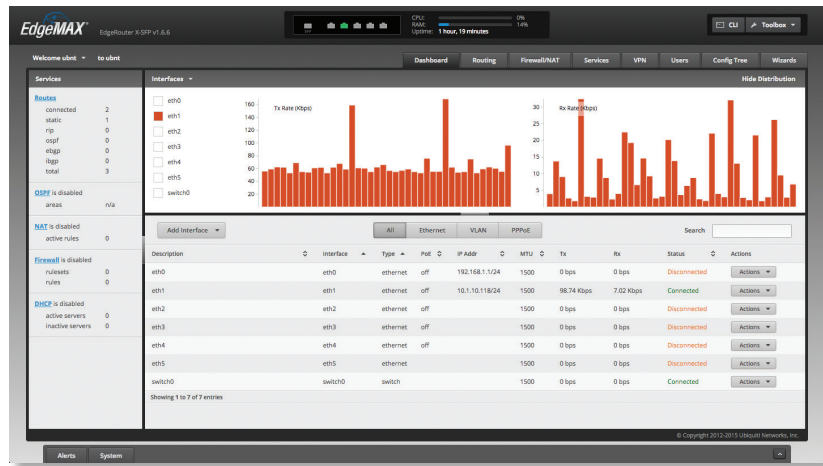 EdgeMAX® EdgeRouter X-SFP v1.6.6
SFP
CPU: 0%
RAM: 14%
Uptime: 1 hour, 19 minutes
CLI Toolbox
Welcome ubnt to ubnt
Dashboard Routing Firewall/NAT Services VPN Users Config Tree Wizards
Services
Routes
connected 2
static 1
rip 0
ospf 0
ebgp 0
ibgp 0
total 3
OSPF is disabled
areas n/a
NAT is disabled
active rules 0
Firewall is disabled
rulesets 0
rules 0
DHCP is disabled
active servers 0
inactive servers 0
Interfaces Hide Distribution
eth0
eth1
eth2
eth3
eth4
eth5
switch0
Tx Rate (Kbps)
160
140
120
100
80
60
40
20
Rx Rate (Kbps)
30
25
20
15
10
5
Add Interface All Ethernet VLAN PPPoE Search
Description Interface Type PoE IP Addr MTU Tx Rx Status Actions
eth0 eth0 ethernet off 192.168.1.1/24 1500 0 bps 0 bps Disconnected Actions
eth1 eth1 ethernet off 10.1.10.118/24 1500 98.74 Kbps 7.02 Kbps Connected Actions
eth2 eth2 ethernet off 1500 0 bps 0 bps Disconnected Actions
eth3 eth3 ethernet off 1500 0 bps 0 bps Disconnected Actions
eth4 eth4 ethernet off 1500 0 bps 0 bps Disconnected Actions
eth5 eth5 ethernet 1500 0 bps 0 bps Disconnected Actions
switch0 switch0 switch 1500 0 bps 0 bps Connected Actions
Showing 1 to 7 of 7 entries
© Copyright 2012-2015 Ubiquiti Networks, Inc.
Alerts System